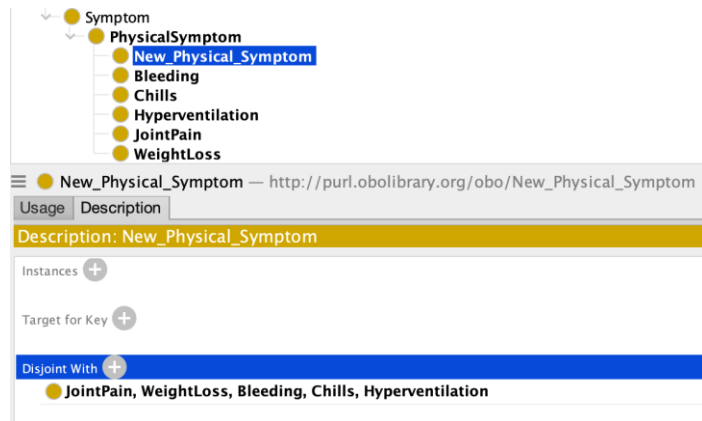 Symptom
PhysicalSymptom
New_Physical_Symptom
Bleeding
Chills
Hyperventilation
JointPain
WeightLoss
New_Physical_Symptom — http://purl.obolibrary.org/obo/New_Physical_Symptom
Usage Description
Description: New_Physical_Symptom
Instances
Target for Key
Disjoint With
JointPain, WeightLoss, Bleeding, Chills, Hyperventilation